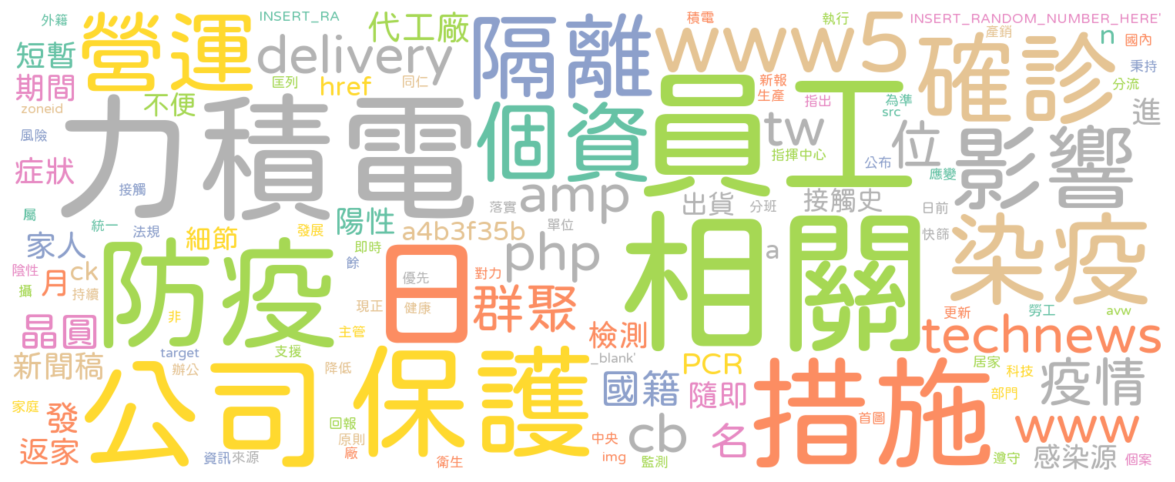 外籍
INSERT_RA
代工廠
積電
執行
INSERT_RANDOM_NUMBER_HERE'
短暫
營運
delivery
隔離
www5
確診
產銷
n
國內
期間
匡列
href
同仁
新報
生產
秉持
分流
zoneid
不便
個資
員工
指出
為準
src
進
風險
力積電
tw
位
影響
症狀
接觸
指揮中心
公布
應變
amp
出貨
分班
接觸史
屬
統一
法規
發展
陽性
落實
單位
日前
家人
細節
a4b3f35b
php
相關
快篩
染疫
即時
a
陰性
ck
防疫
餘
日
優先
對力
攝
月
持續
現正
健康
群聚
更新
勞工
avw
晶圓
非
主管
檢測
technews
新聞稿
target
支援
_blank'
辦公
降低
保護
PCR
措施
居家
科技
疫情
家庭
公司
國籍
隨即
部門
發
回報
cb
首圖
www
返家
原則
名
資訊
來源
廠
衛生
中央
img
監測
遵守
感染源
個案